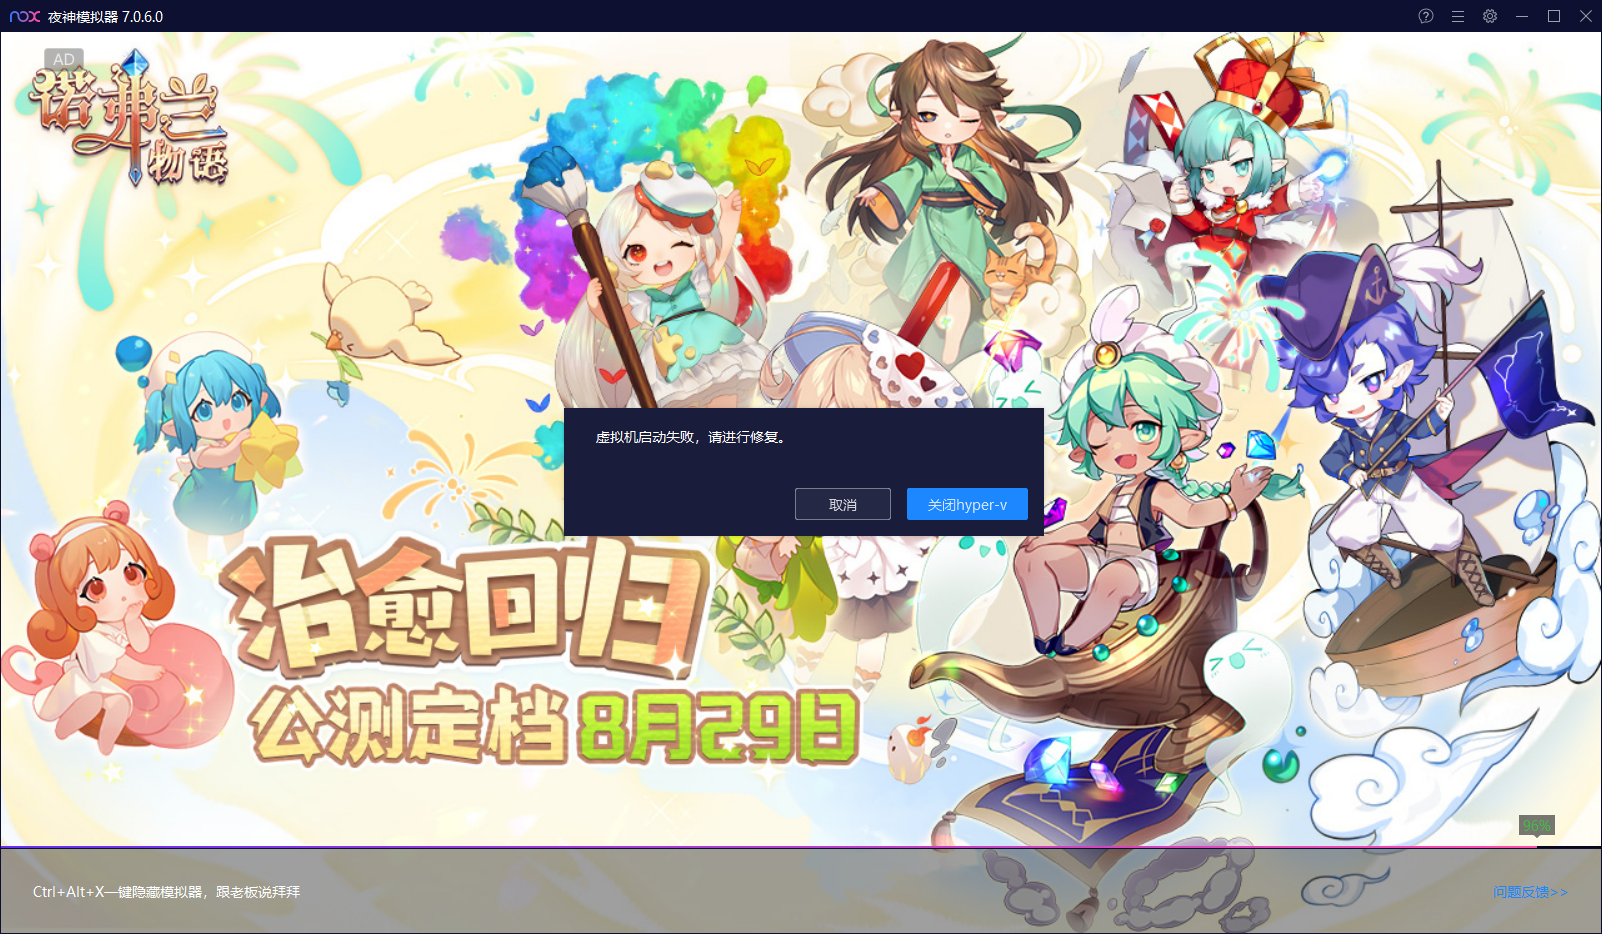 nox 夜神模拟器 7.0.6.0
AD
诺弗兰
物语
虚拟机启动失败，请进行修复。
取消
关闭hyper-v
治愈回归
公测定档8月29日
96%
Ctrl+Alt+X一键隐藏模拟器，跟老板说拜拜
问题反馈>>